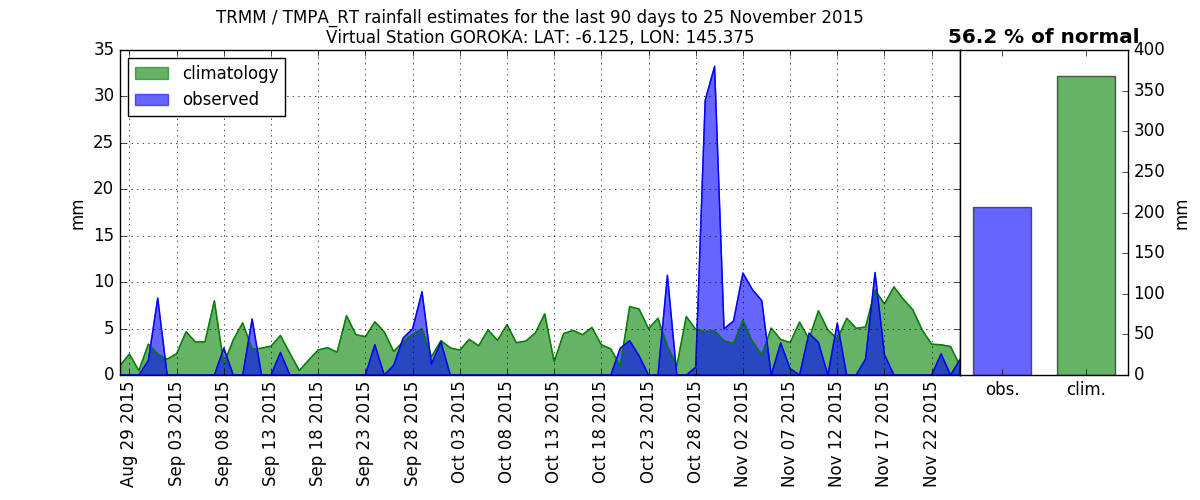 TRMM / TMPA_RT rainfall estimates for the last 90 days to 25 November 2015
Virtual Station GOROKA: LAT: -6.125, LON: 145.375
56.2 % of normal
climatology
observed
35
30
25
20
15
10
5
0
mm
400
350
300
250
200
150
100
50
0
mm
Aug 29 2015
Sep 03 2015
Sep 08 2015
Sep 13 2015
Sep 18 2015
Sep 23 2015
Sep 28 2015
Oct 03 2015
Oct 08 2015
Oct 13 2015
Oct 18 2015
Oct 23 2015
Oct 28 2015
Nov 02 2015
Nov 07 2015
Nov 12 2015
Nov 17 2015
Nov 22 2015
obs.
clim.